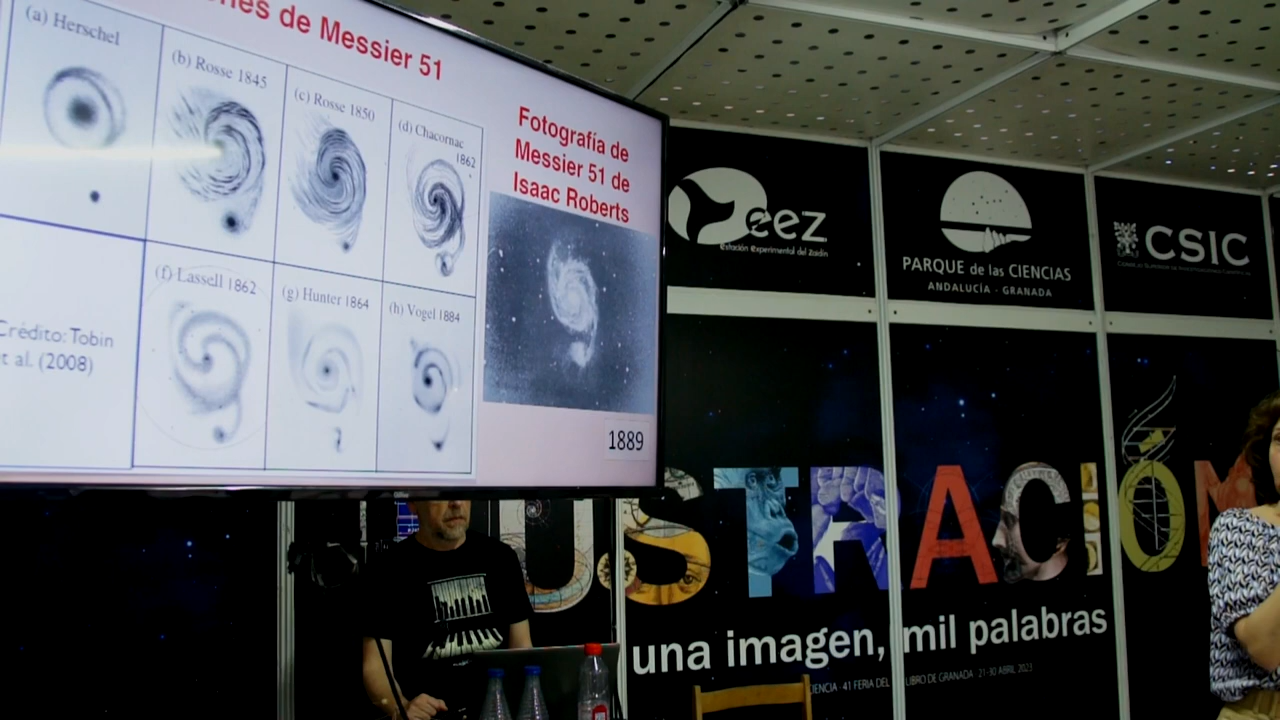 de Messier 51
(a) Herschel
(b) Rosse 1845
(c) Rosse 1850
(d) Chacornac
1862
Fotografía de
Messier 51 de
Isaac Roberts
1889
(f) Lassell 1862
(g) Hunter 1864
(h) Vogel 1884
Crédito: Tobin
et al. (2008)
eez
estación experimental del Zaidín
PARQUE de las CIENCIAS
ANDALUCÍA - GRANADA
CSIC
USTRACIÓN
una imagen, mil palabras
41 FERIA DEL LIBRO DE GRANADA · 21-30 ABRIL 2023